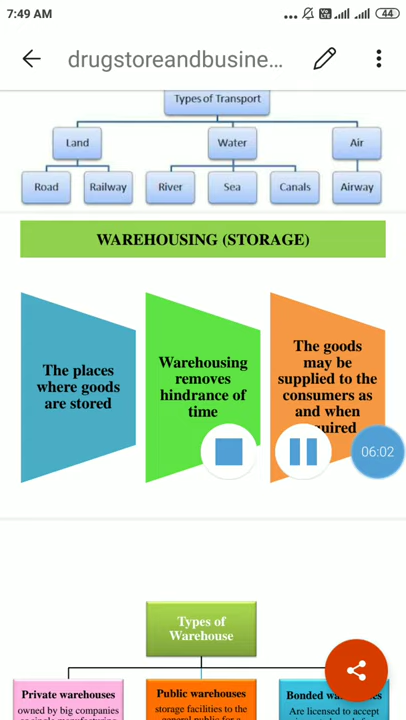 7:49 AM
44
drugstoreandbusine...
Types of Transport
Land Water Air
Road Railway River Sea Canals Airway
WAREHOUSING (STORAGE)
The places
where goods
are stored
Warehousing
removes
hindrance of
time
The goods
may be
supplied to the
consumers as
and when
06:02
Types of
Warehouse
Private warehouses
owned by big companies
Public warehouses
storage facilities to the
Bonded
Are licensed to accept